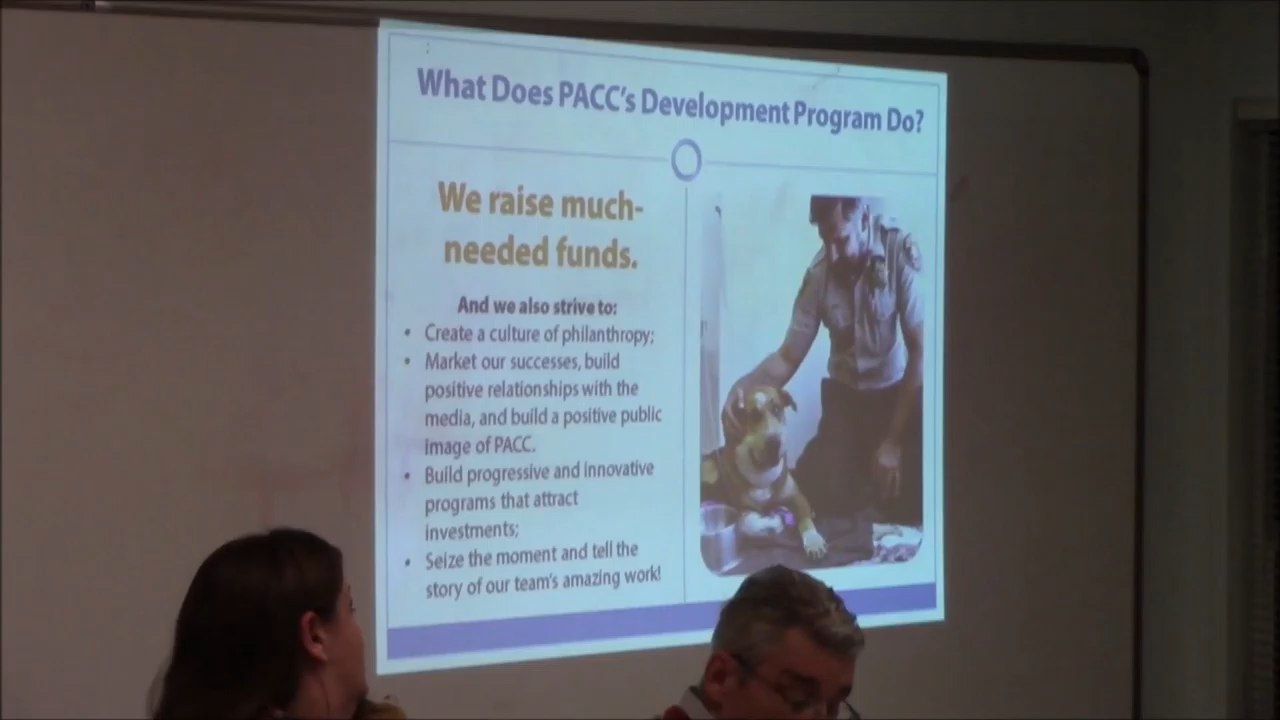 What Does PACC's Development Program Do?
We raise much-
needed funds.
And we also strive to:
• Create a culture of philanthropy;
• Market our successes, build
positive relationships with the
media, and build a positive public
image of PACC.
• Build progressive and innovative
programs that attract
investments;
• Seize the moment and tell the
story of our team's amazing work!